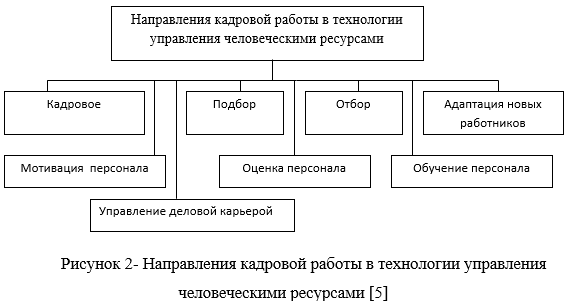 Направления кадровой работы в технологии
управления человеческими ресурсами
Кадровое
Подбор
Отбор
Адаптация новых
работников
Мотивация персонала
Оценка персонала
Обучение персонала
Управление деловой карьерой
Рисунок 2- Направления кадровой работы в технологии управления
человеческими ресурсами [5]